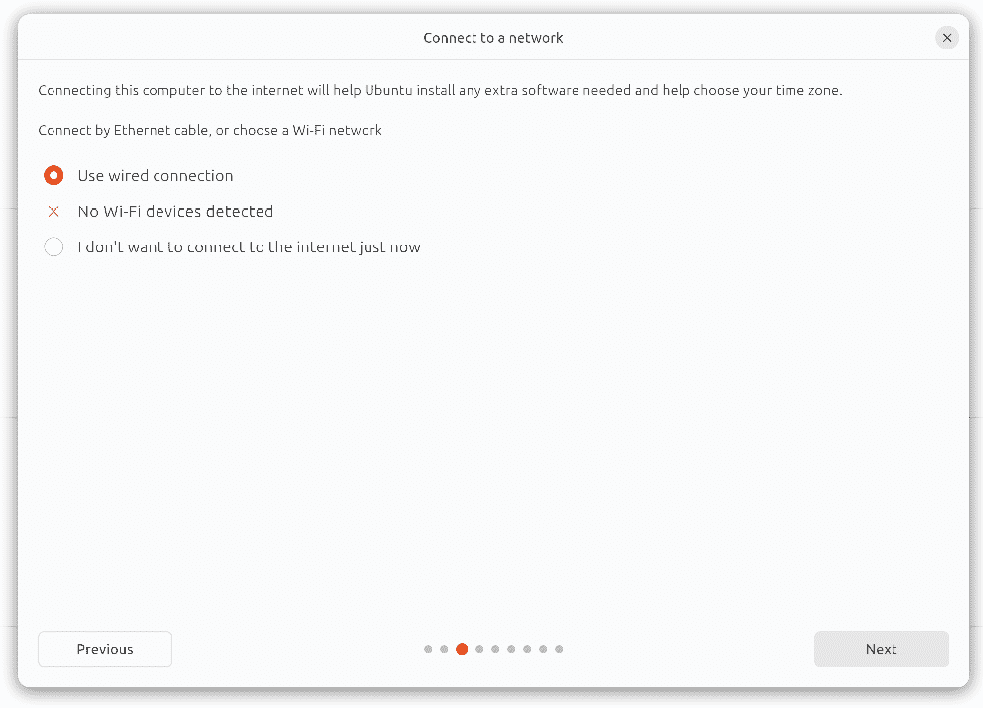 Connect to a network
Connecting this computer to the internet will help Ubuntu install any extra software needed and help choose your time zone.
Connect by Ethernet cable, or choose a Wi-Fi network
Use wired connection
No Wi-Fi devices detected
I don't want to connect to the internet just now
Previous
Next